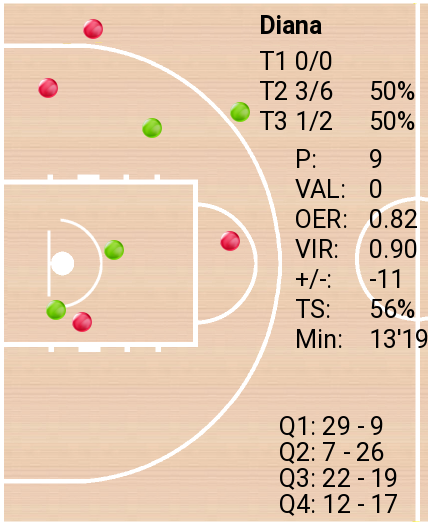 Diana
T1 0/0
T2 3/6 50%
T3 1/2 50%
P: 9
VAL: 0
OER: 0.82
VIR: 0.90
+/-: -11
TS: 56%
Min: 13'19
Q1: 29 - 9
Q2: 7 - 26
Q3: 22 - 19
Q4: 12 - 17